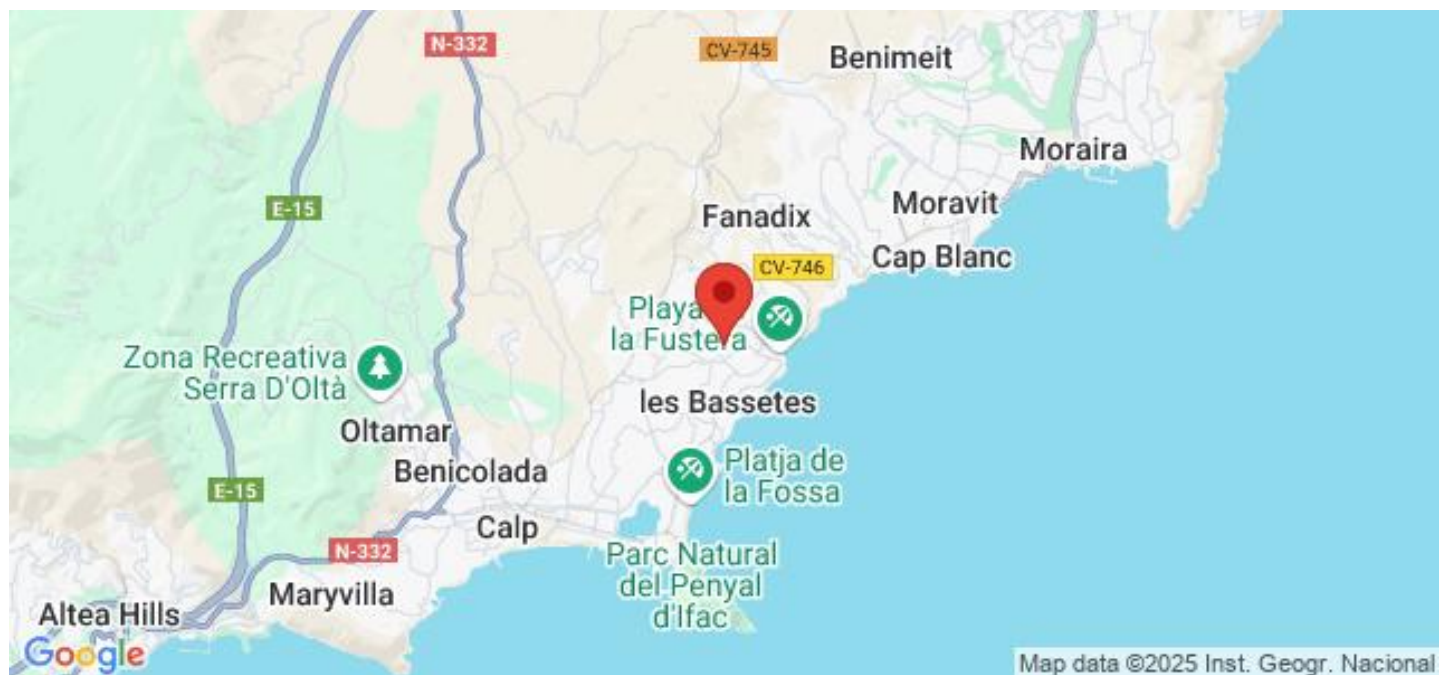 N-332
CV-745
Benimeit
Moraira
E-15
Moravit
Fanadix
Cap Blanc
CV-746
Playa
la Fustera
Zona Recreativa
Serra D'Oltà
les Bassetes
Oltamar
Benicolada
Platja de
la Fossa
E-15
Calp
N-332
Parc Natural
del Penyal
d'Ifac
Maryvilla
Altea Hills
Google
Map data ©2025 Inst. Geogr. Nacional